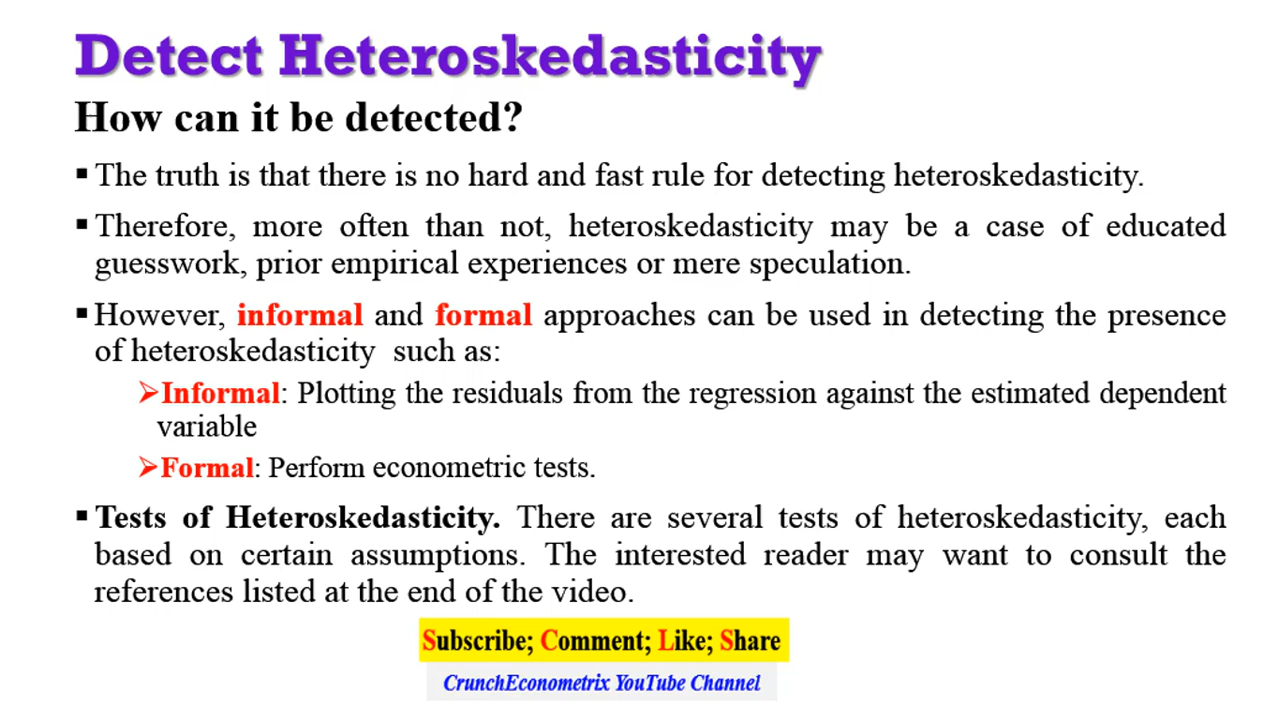 Detect Heteroskedasticity
How can it be detected?
▪ The truth is that there is no hard and fast rule for detecting heteroskedasticity.
▪ Therefore, more often than not, heteroskedasticity may be a case of educated
guesswork, prior empirical experiences or mere speculation.
▪ However, informal and formal approaches can be used in detecting the presence
of heteroskedasticity such as:
➢ Informal: Plotting the residuals from the regression against the estimated dependent
variable
➢ Formal: Perform econometric tests.
▪ Tests of Heteroskedasticity. There are several tests of heteroskedasticity, each
based on certain assumptions. The interested reader may want to consult the
references listed at the end of the video.
Subscribe; Comment; Like; Share
CrunchEconometrix YouTube Channel